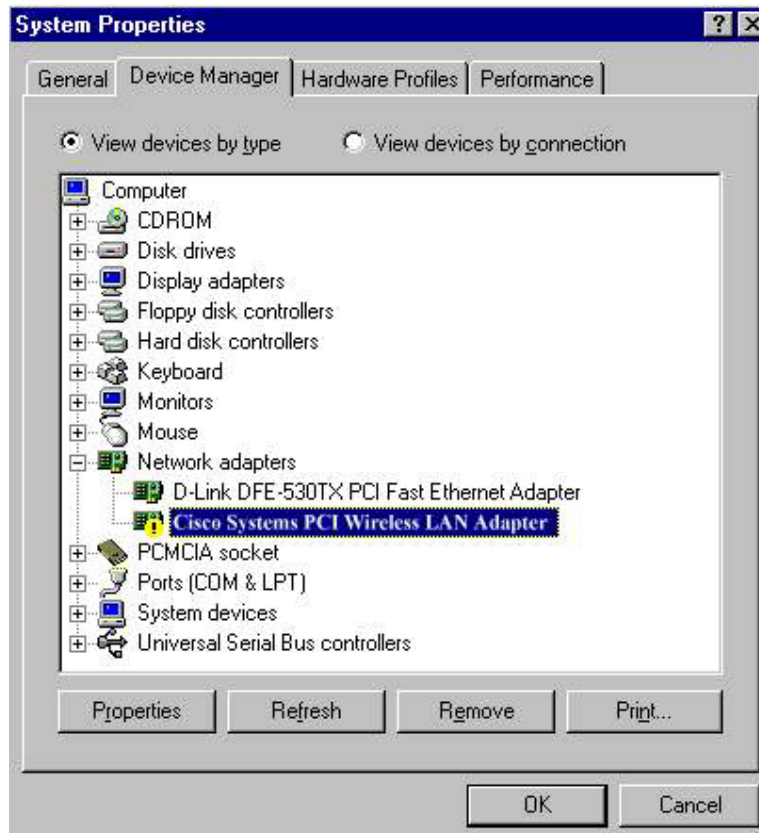 System Properties
General Device Manager Hardware Profiles Performance
View devices by type View devices by connection
Computer
CDROM
Disk drives
Display adapters
Floppy disk controllers
Hard disk controllers
Keyboard
Monitors
Mouse
Network adapters
D-Link DFE-530TX PCI Fast Ethernet Adapter
Cisco Systems PCI Wireless LAN Adapter
PCMCIA socket
Ports (COM & LPT)
System devices
Universal Serial Bus controllers
Properties Refresh Remove Print...
OK Cancel